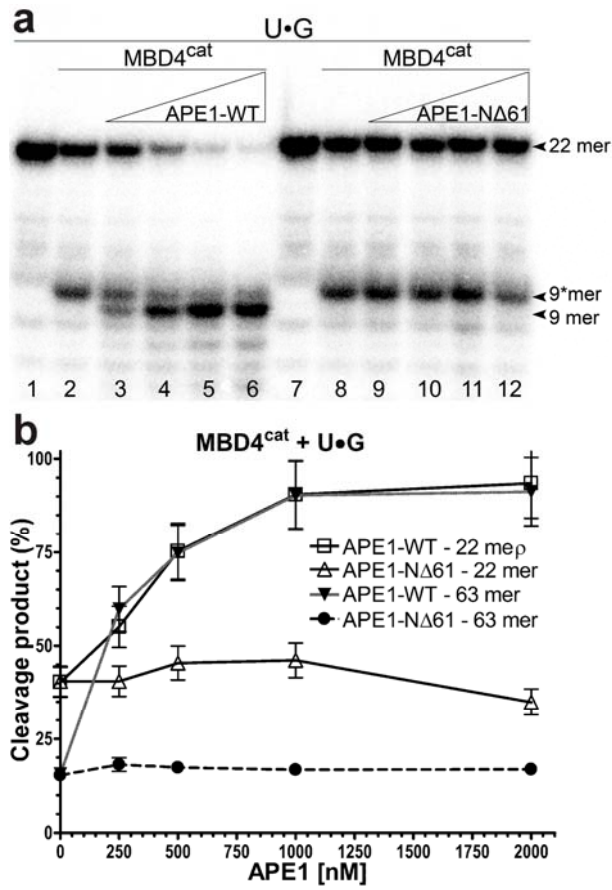 a
U•G
MBD4cat MBD4cat
APE1-WT APE1-NΔ61
22 mer
9*mer
9 mer
1 2 3 4 5 6 7 8 9 10 11 12
b
MBD4cat + U•G
100
75
50
25
0
Cleavage product (%)
APE1-WT - 22 meρ
APE1-NΔ61 - 22 mer
APE1-WT - 63 mer
APE1-NΔ61 - 63 mer
0 250 500 750 1000 1250 1500 1750 2000
APE1 [nM]